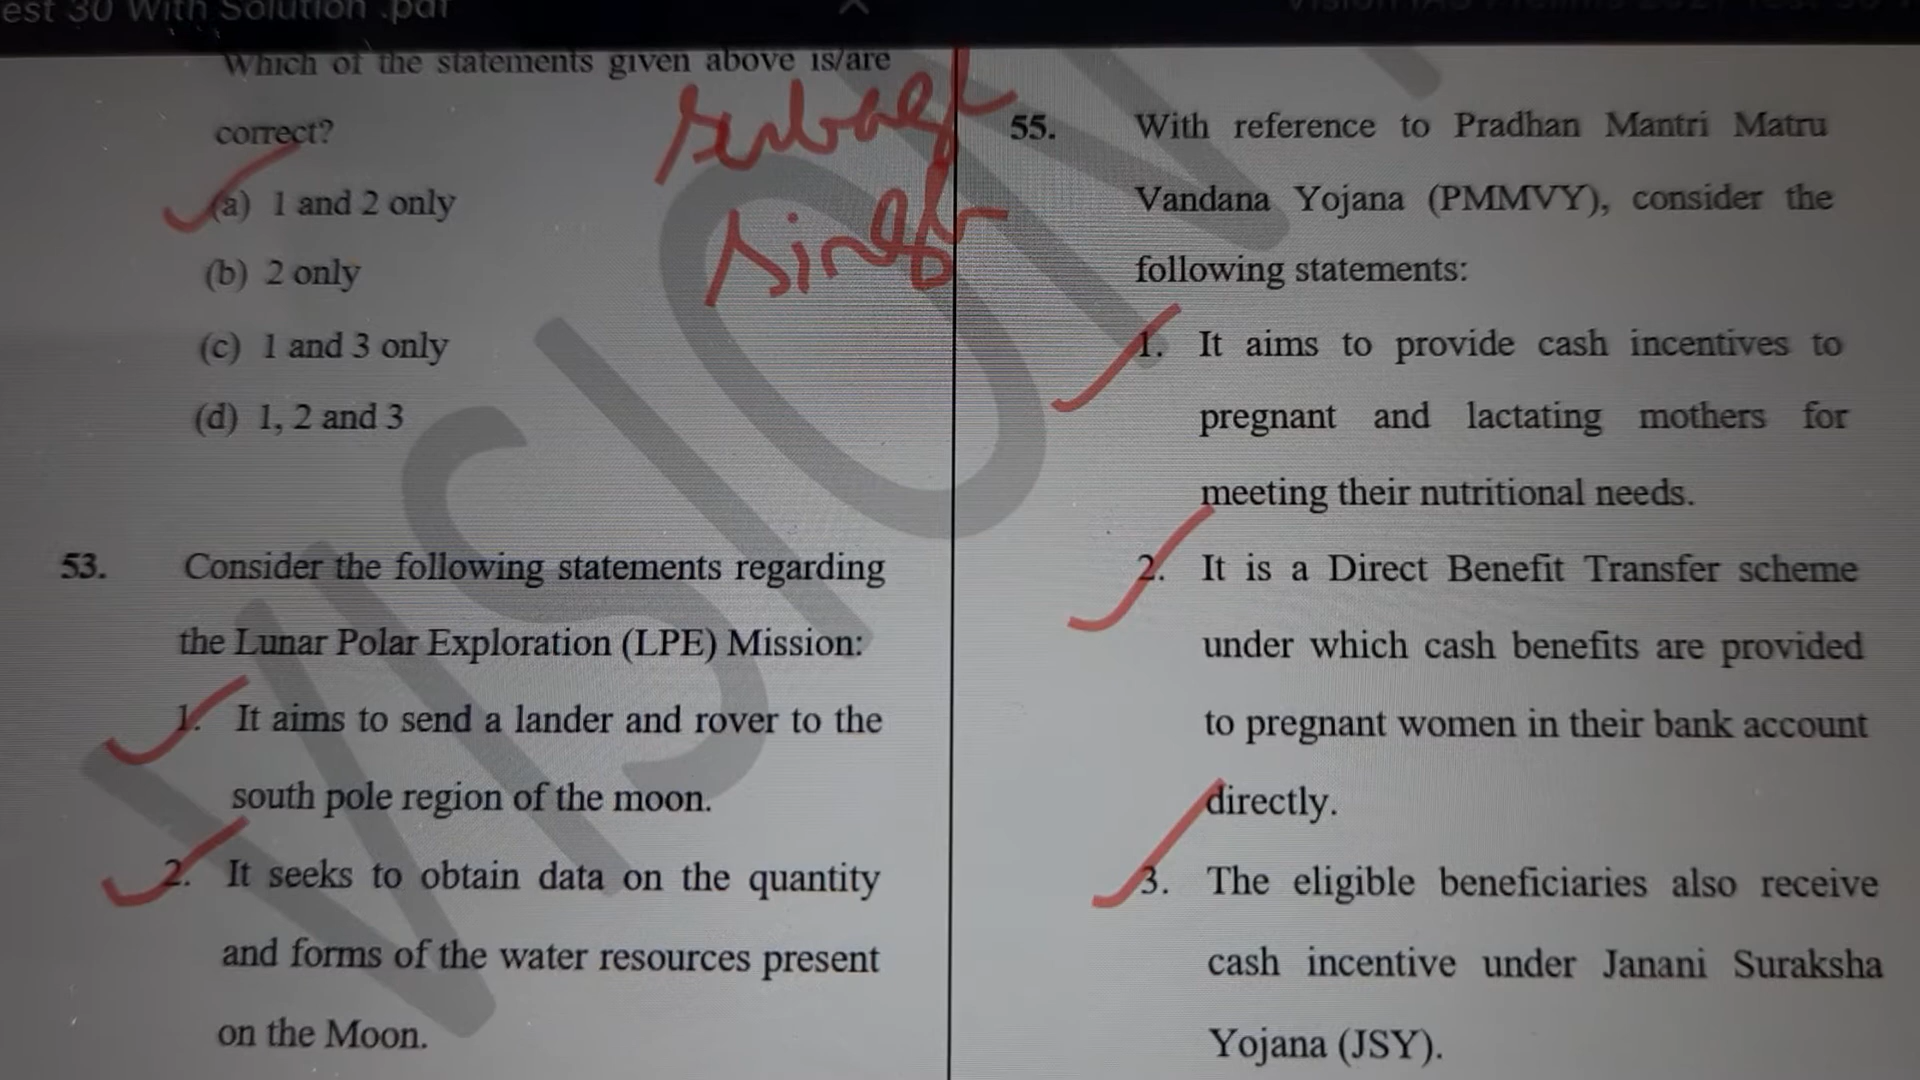 est 30 With Solution .pdf
Which of the statements given above is/are
correct?
(a) 1 and 2 only
(b) 2 only
(c) 1 and 3 only
(d) 1, 2 and 3
singh
53. Consider the following statements regarding
the Lunar Polar Exploration (LPE) Mission:
1. It aims to send a lander and rover to the
south pole region of the moon.
2. It seeks to obtain data on the quantity
and forms of the water resources present
on the Moon.
55. With reference to Pradhan Mantri Matru
Vandana Yojana (PMMVY), consider the
following statements:
1. It aims to provide cash incentives to
pregnant and lactating mothers for
meeting their nutritional needs.
2. It is a Direct Benefit Transfer scheme
under which cash benefits are provided
to pregnant women in their bank account
directly.
3. The eligible beneficiaries also receive
cash incentive under Janani Suraksha
Yojana (JSY).
VISION